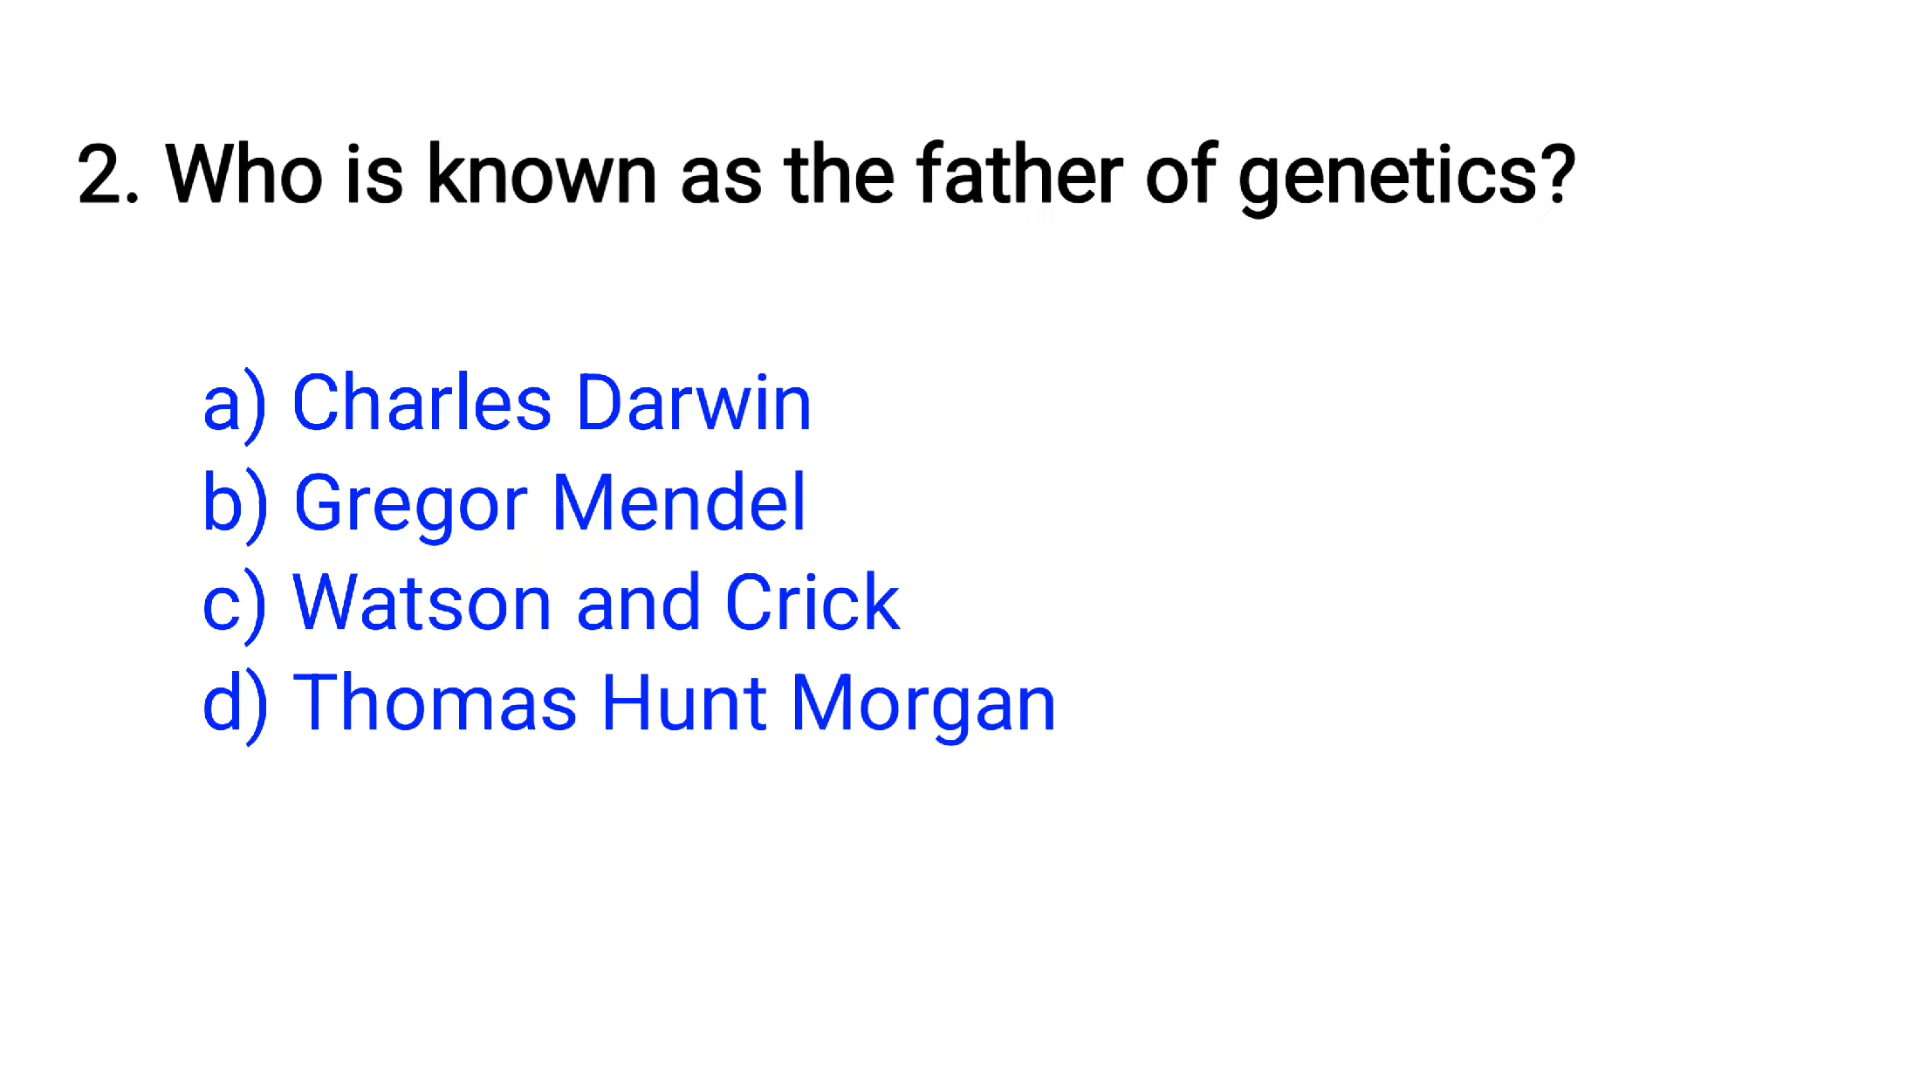 2. Who is known as the father of genetics?
a) Charles Darwin
b) Gregor Mendel
c) Watson and Crick
d) Thomas Hunt Morgan